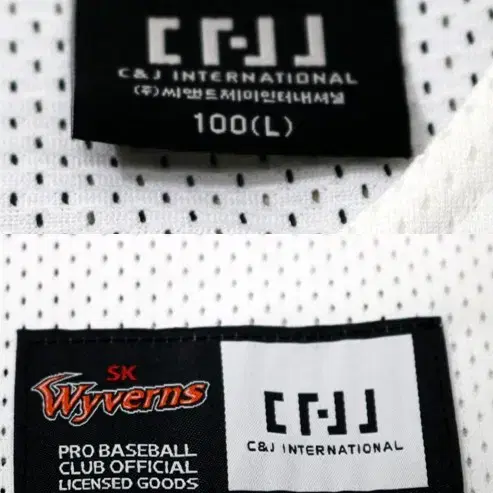 C&J
C&J INTERNATIONAL
(주)씨앤드제이인터내셔널
100(L)
SK
Wyverns
PRO BASEBALL
CLUB OFFICIAL
LICENSED GOODS
C&J
C&J INTERNATIONAL